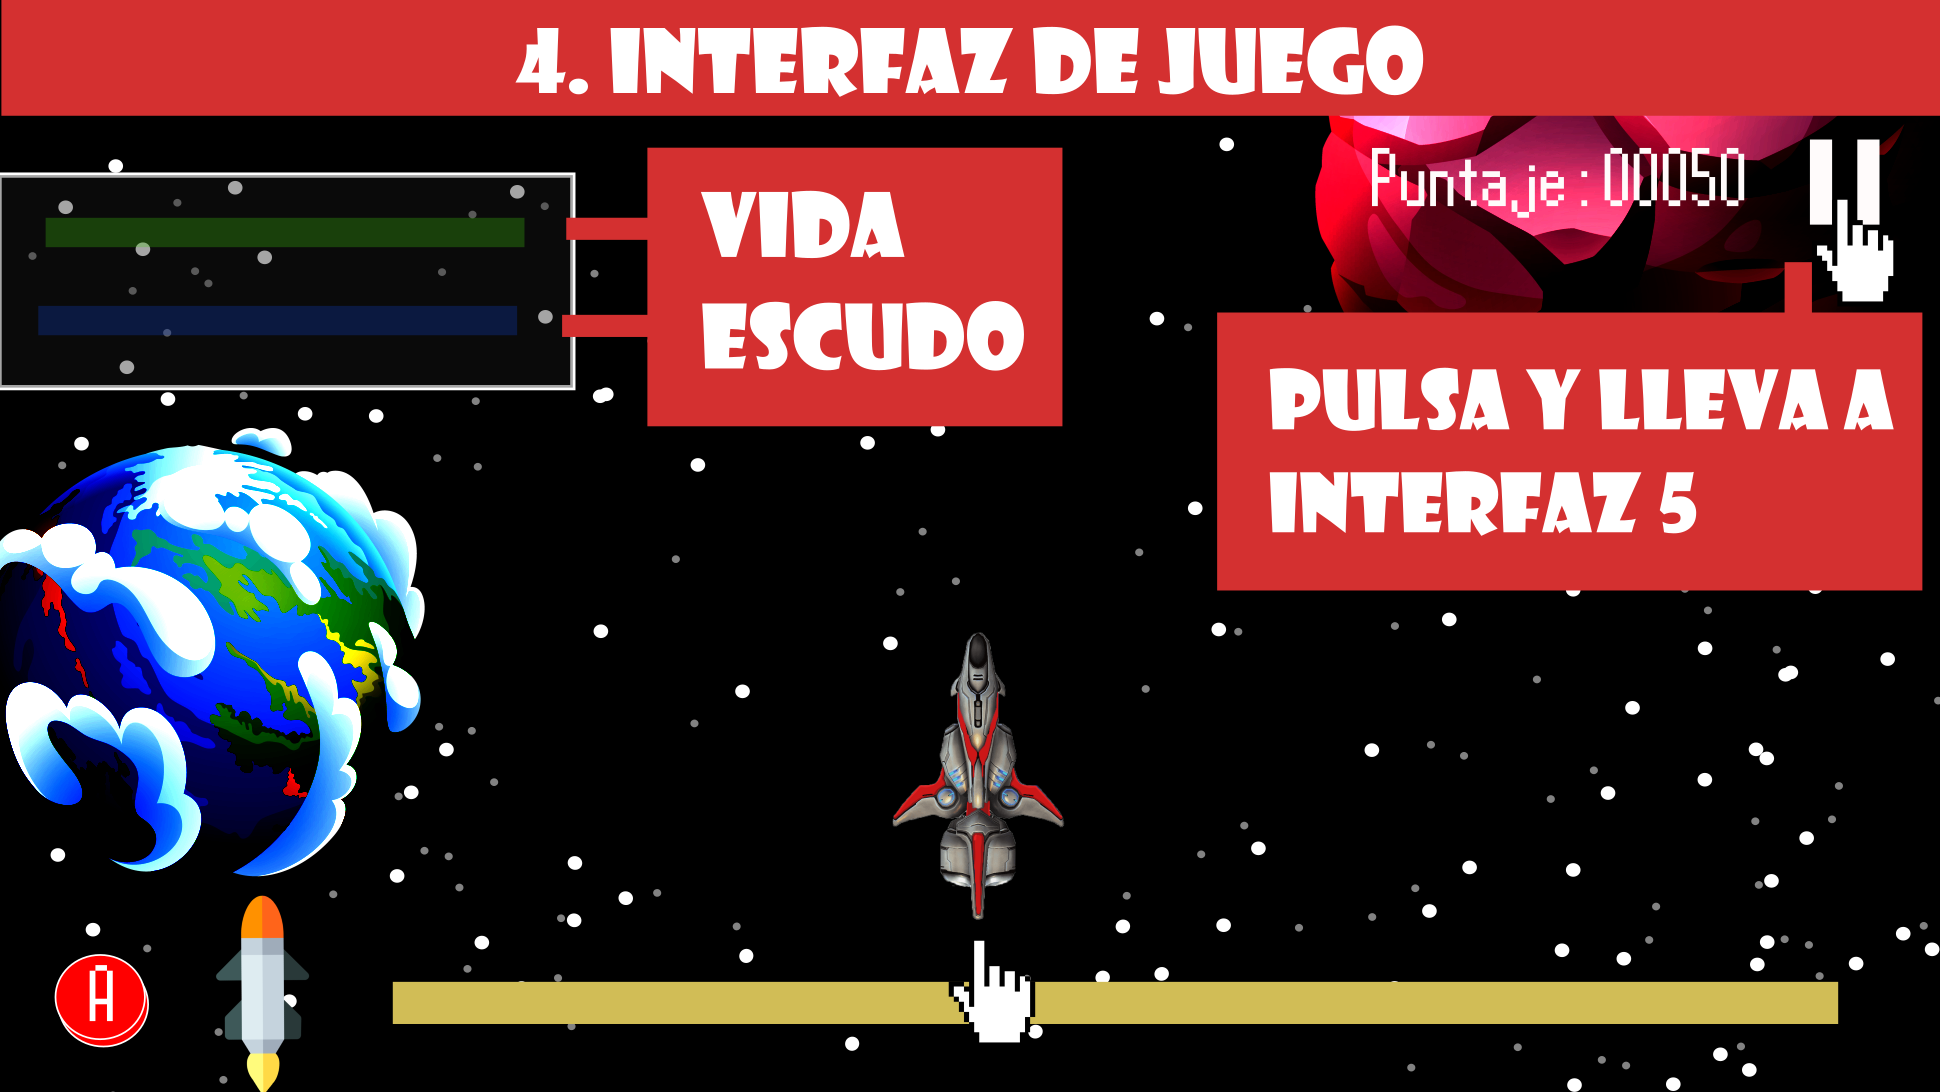 4. INTERFAZ DE JUEGO
VIDA
ESCUDO
Puntaje:00050
PULSA Y LLEVA A
INTERFAZ 5
A